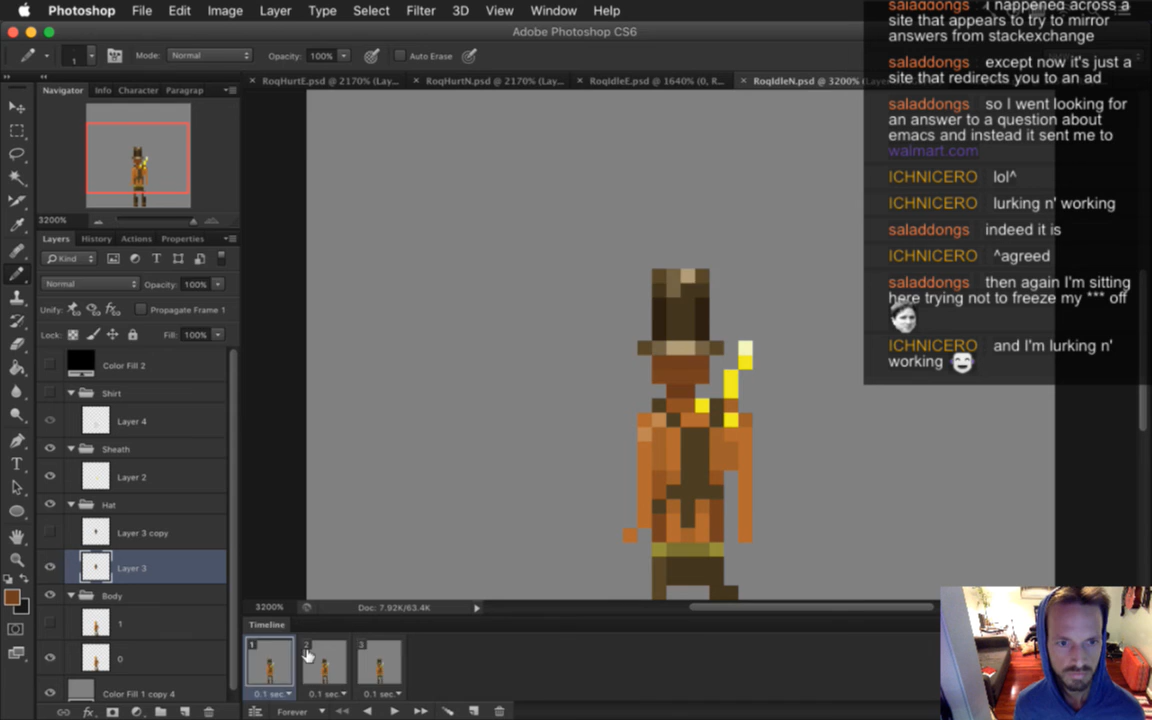 Photoshop File Edit Image Layer Type Select Filter 3D View Window Help
Adobe Photoshop CS6
1 Mode: Normal Opacity: 100% Auto Erase
RoqHurtE.psd @ 2170% (Lay... RoqHurtN.psd @ 2170% (Lay... RoqIdleE.psd @ 1640% (0, R... RoqIdleN.psd @ 3200% (Lay
Navigator Info Character Paragrap
3200%
Layers History Actions Properties
Kind
Normal Opacity: 100%
Unify: Propagate Frame 1
Lock: Fill: 100%
Color Fill 2
Shirt
Layer 4
Sheath
Layer 2
Hat
Layer 3 copy
Layer 3
Body
1
0
Color Fill 1 copy 4
3200% Doc: 7.92K/63.4K
Timeline
1 2 3
0.1 sec. 0.1 sec. 0.1 sec.
Forever
saladdongs i happened across a
site that appears to try to mirror
answers from stackexchange
saladdongs except now it's just a
site that redirects you to an ad
saladdongs so I went looking for
an answer to a question about
emacs and instead it sent me to
walmart.com
ICHNICERO lol^
ICHNICERO lurking n' working
saladdongs indeed it is
ICHNICERO ^agreed
saladdongs then again I'm sitting
here trying not to freeze my *** off
ICHNICERO and I'm lurking n'
working